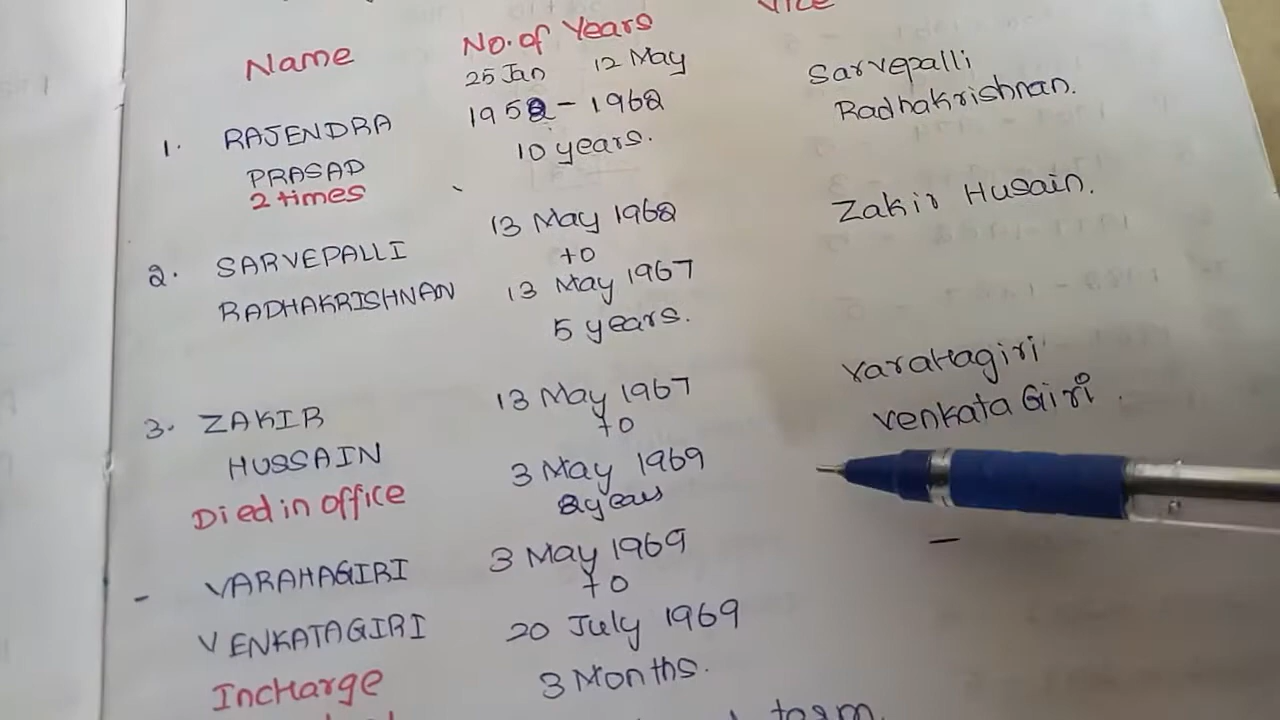 Name
No. of Years
Vice
25 Jan 12 May
1952 - 1962
10 years.
Sarvepalli
Radhakrishnan.
1. RAJENDRA
PRASAD
2 times
13 May 1962
to
13 May 1967
5 years.
Zakir Husain.
2. SARVEPALLI
RADHAKRISHNAN
13 May 1967
to
3 May 1969
2 years
Varahagiri
Venkata Giri.
3. ZAKIR
HUSSAIN
Died in office
- VARAHAGIRI
VENKATAGIRI
Incharge
3 May 1969
to
20 July 1969
3 Months.
-
term.